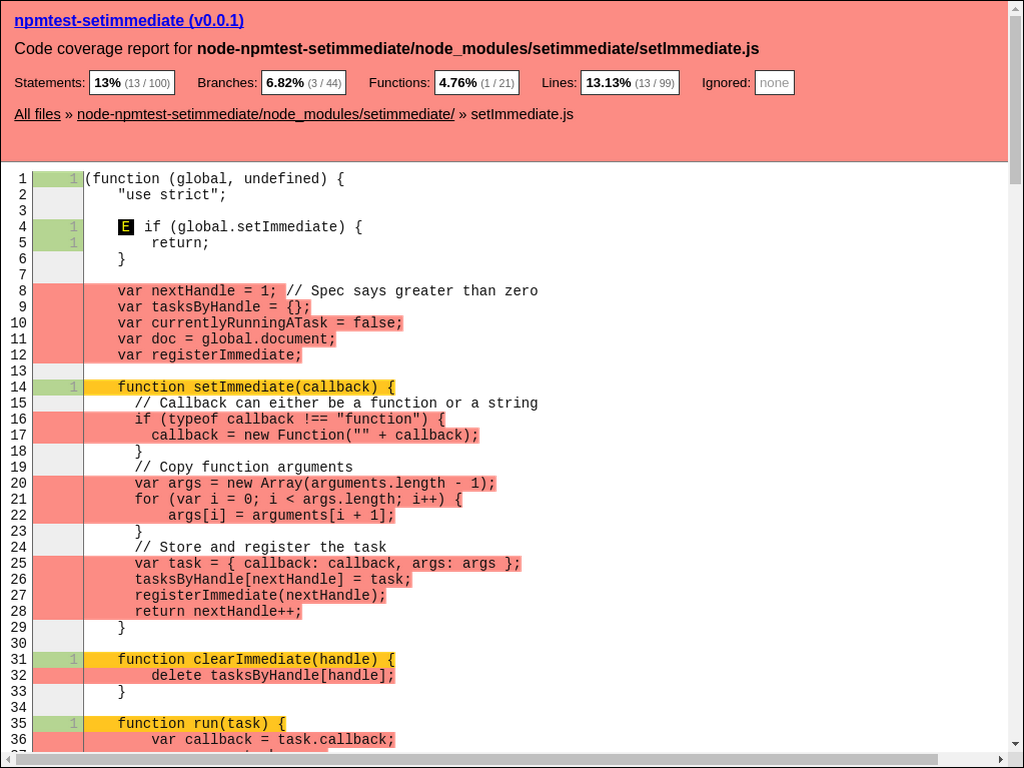 npmtest-setimmediate (v0.0.1)
Code coverage report for node-npmtest-setimmediate/node_modules/setimmediate/setImmediate.js
Statements: 13% (13 / 100) Branches: 6.82% (3 / 44) Functions: 4.76% (1 / 21) Lines: 13.13% (13 / 99) Ignored: none
All files » node-npmtest-setimmediate/node_modules/setimmediate/ » setImmediate.js
1 1 (function (global, undefined) {
2 "use strict";
3
4 1 E if (global.setImmediate) {
5 1 return;
6 }
7
8 var nextHandle = 1; // Spec says greater than zero
9 var tasksByHandle = {};
10 var currentlyRunningATask = false;
11 var doc = global.document;
12 var registerImmediate;
13
14 1 function setImmediate(callback) {
15 // Callback can either be a function or a string
16 if (typeof callback !== "function") {
17 callback = new Function("" + callback);
18 }
19 // Copy function arguments
20 var args = new Array(arguments.length - 1);
21 for (var i = 0; i < args.length; i++) {
22 args[i] = arguments[i + 1];
23 }
24 // Store and register the task
25 var task = { callback: callback, args: args };
26 tasksByHandle[nextHandle] = task;
27 registerImmediate(nextHandle);
28 return nextHandle++;
29 }
30
31 1 function clearImmediate(handle) {
32 delete tasksByHandle[handle];
33 }
34
35 1 function run(task) {
36 var callback = task.callback;